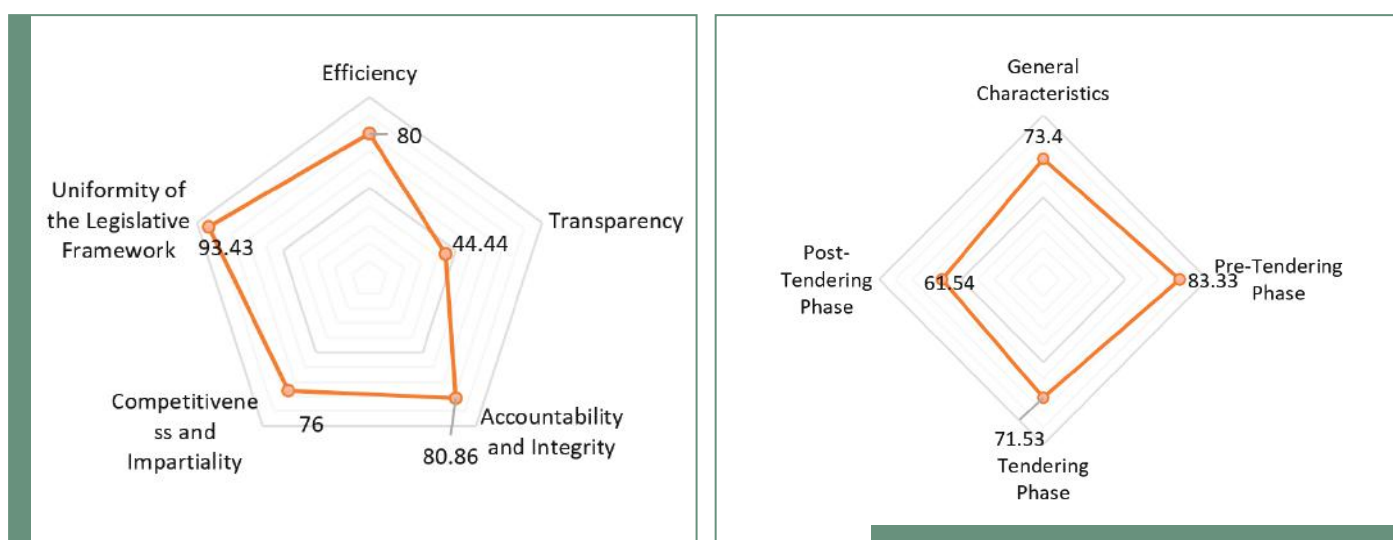 Efficiency
80
Uniformity of
the Legislative
Framework
93.43
44.44
Transparency
Competitivene
ss and
Impartiality
76
80.86
Accountability
and Integrity
General
Characteristics
73.4
Post-
Tendering
Phase
61.54
83.33
Pre-Tendering
Phase
71.53
Tendering
Phase